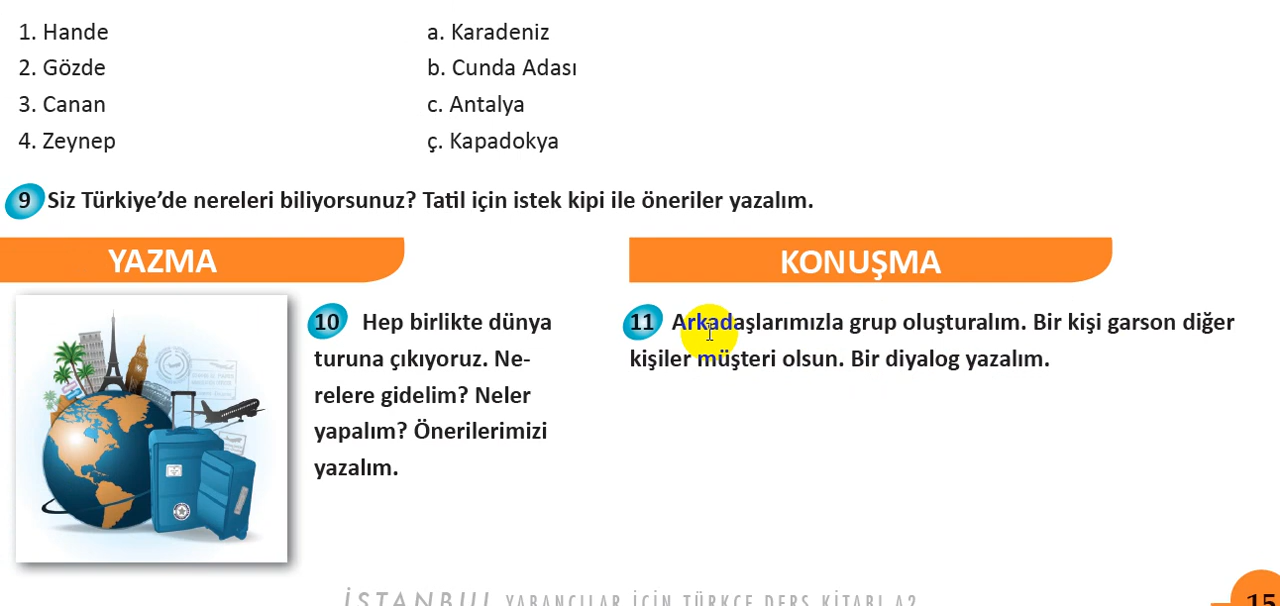 1. Hande
a. Karadeniz
2. Gözde
b. Cunda Adası
3. Canan
c. Antalya
4. Zeynep
ç. Kapadokya
9 Siz Türkiye'de nereleri biliyorsunuz? Tatil için istek kipi ile öneriler yazalım.
YAZMA
10 Hep birlikte dünya
turuna çıkıyoruz. Ne-
relere gidelim? Neler
yapalım? Önerilerimizi
yazalım.
KONUŞMA
11 Arkadaşlarımızla grup oluşturalım. Bir kişi garson diğer
kişiler müşteri olsun. Bir diyalog yazalım.
İSTANBUL YABANCILAR İÇİN TÜRKÇE DERS KİTABI A2
15